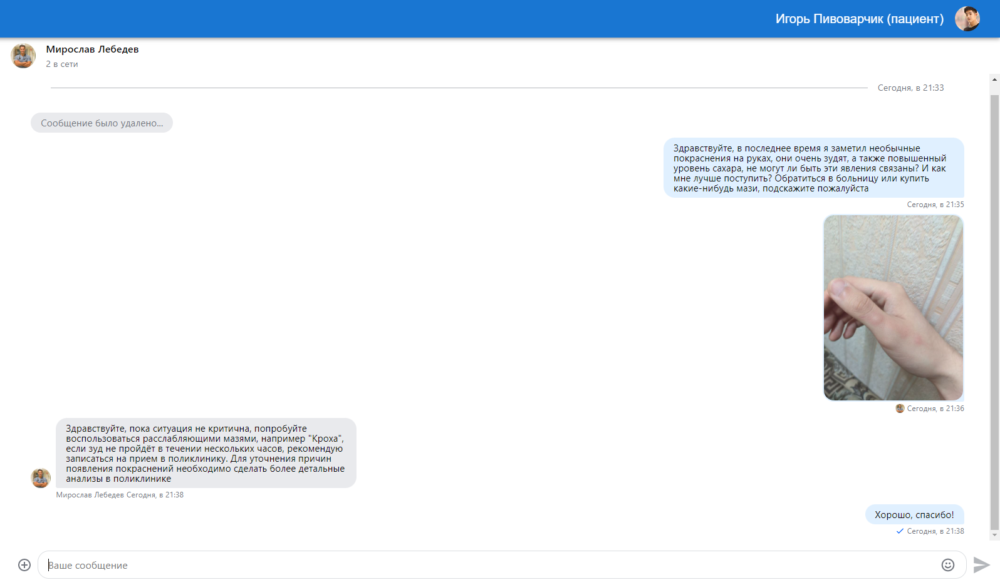 Игорь Пивоварчик (пациент)
Мирослав Лебедев
2 в сети
Сегодня, в 21:33
Сообщение было удалено...
Здравствуйте, в последнее время я заметил необычные
покраснения на руках, они очень зудят, а также повышенный
уровень сахара, не могут ли быть эти явления связаны? И как
мне лучше поступить? Обратиться в больницу или купить
какие-нибудь мази, подскажите пожалуйста
Сегодня, в 21:35
Сегодня, в 21:36
Здравствуйте, пока ситуация не критична, попробуйте
воспользоваться расслабляющими мазями, например "Кроха",
если зуд не пройдёт в течении нескольких часов, рекомендую
записаться на прием в поликлинику. Для уточнения причин
появления покраснений необходимо сделать более детальные
анализы в поликлинике
Мирослав Лебедев Сегодня, в 21:38
Хорошо, спасибо!
Сегодня, в 21:38
Ваше сообщение